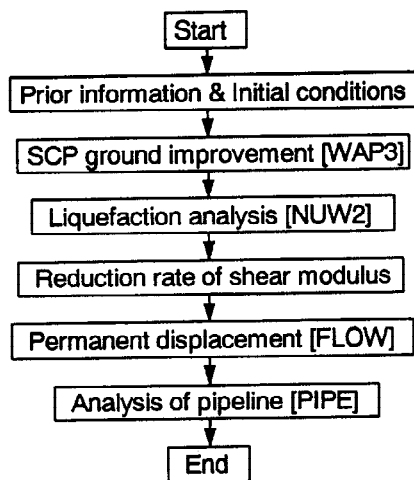 Start
Prior information & Initial conditions
SCP ground improvement [WAP3]
Liquefaction analysis [NUW2]
Reduction rate of shear modulus
Permanent displacement [FLOW]
Analysis of pipeline [PIPE]
End